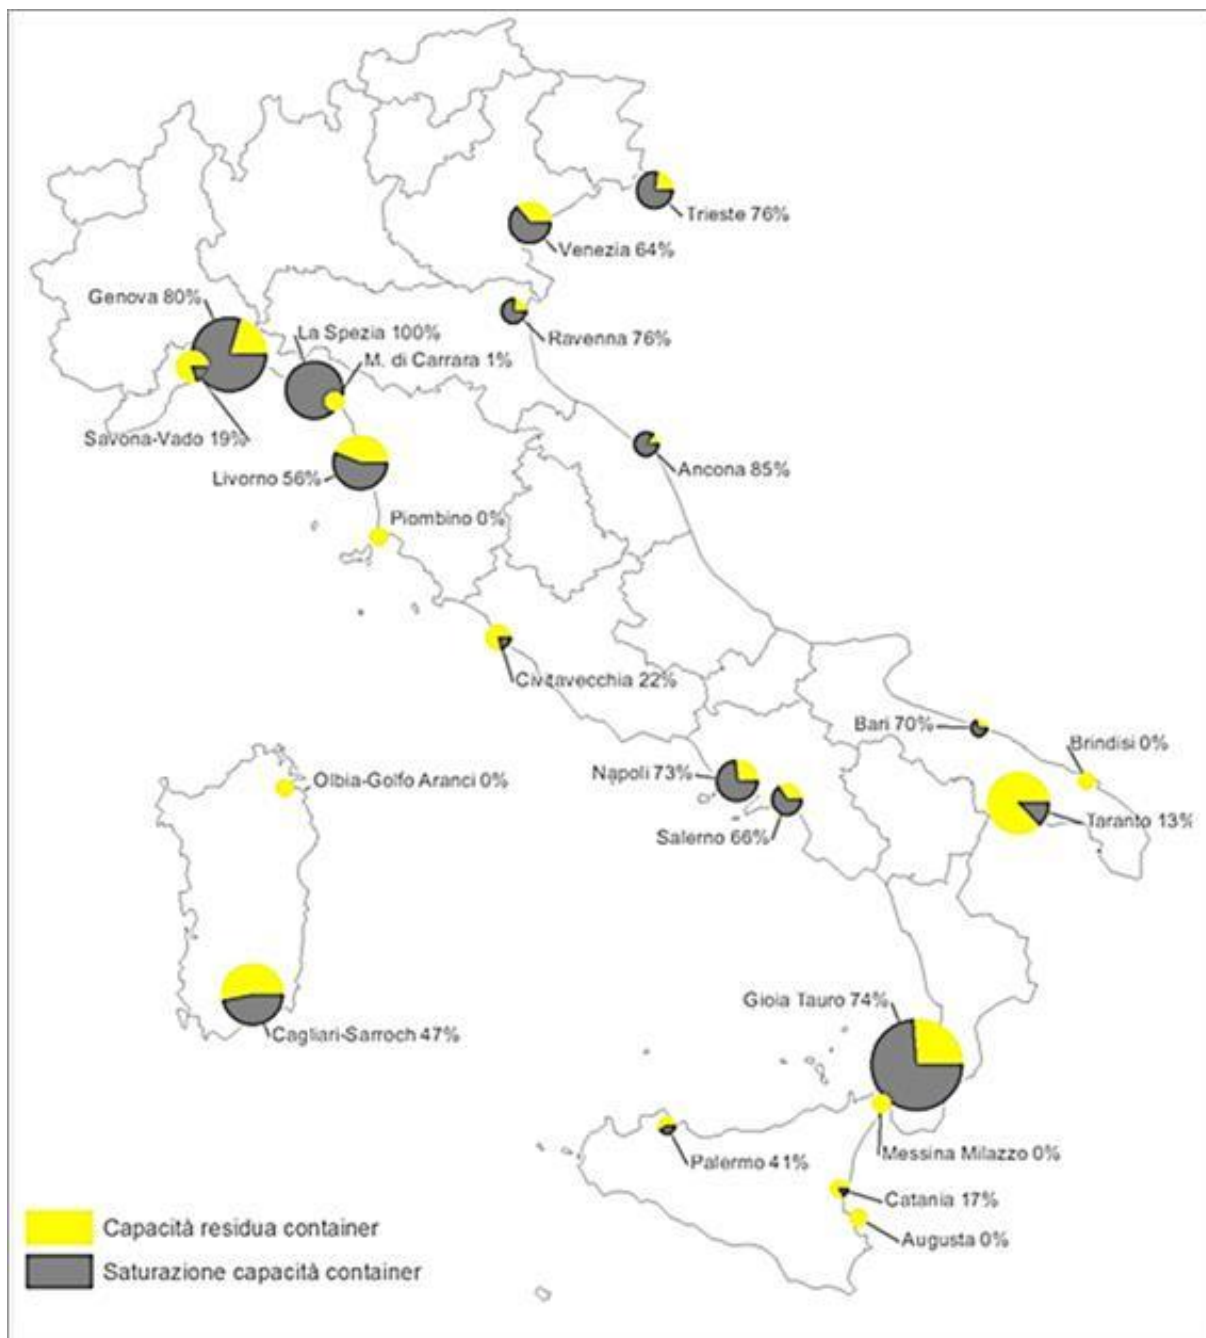 Trieste 76%
Venezia 64%
Genova 80%
Ravenna 76%
La Spezia 100%
M. di Carrara 1%
Savona-Vado 19%
Livorno 56%
Ancona 85%
Piombino 0%
Civitavecchia 22%
Bari 70%
Brindisi 0%
Olbia-Golfo Aranci 0%
Napoli 73%
Salerno 66%
Taranto 13%
Gioia Tauro 74%
Cagliari-Sarroch 47%
Messina Milazzo 0%
Palermo 41%
Catania 17%
Augusta 0%
Capacità residua container
Saturazione capacità container